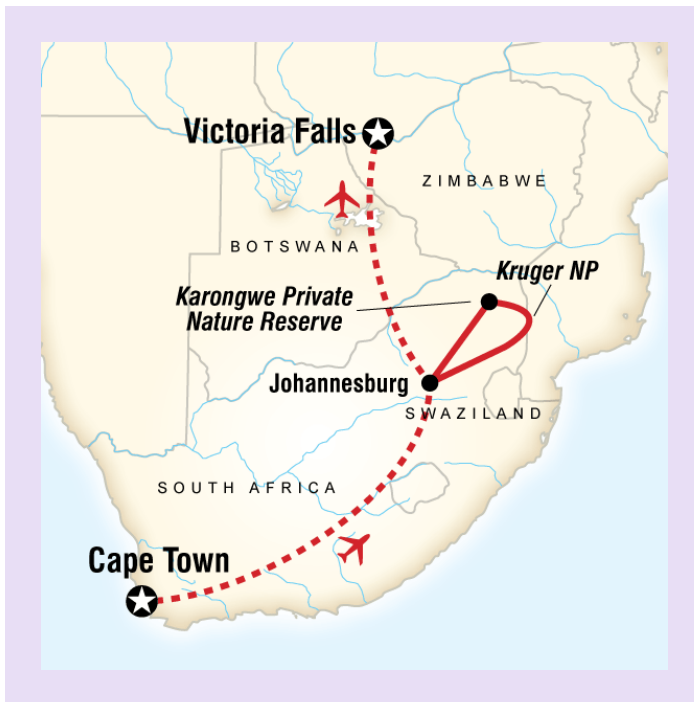 Victoria Falls
ZIMBABWE
BOTSWANA
Kruger NP
Karongwe Private
Nature Reserve
Johannesburg
SWAZILAND
SOUTH AFRICA
Cape Town